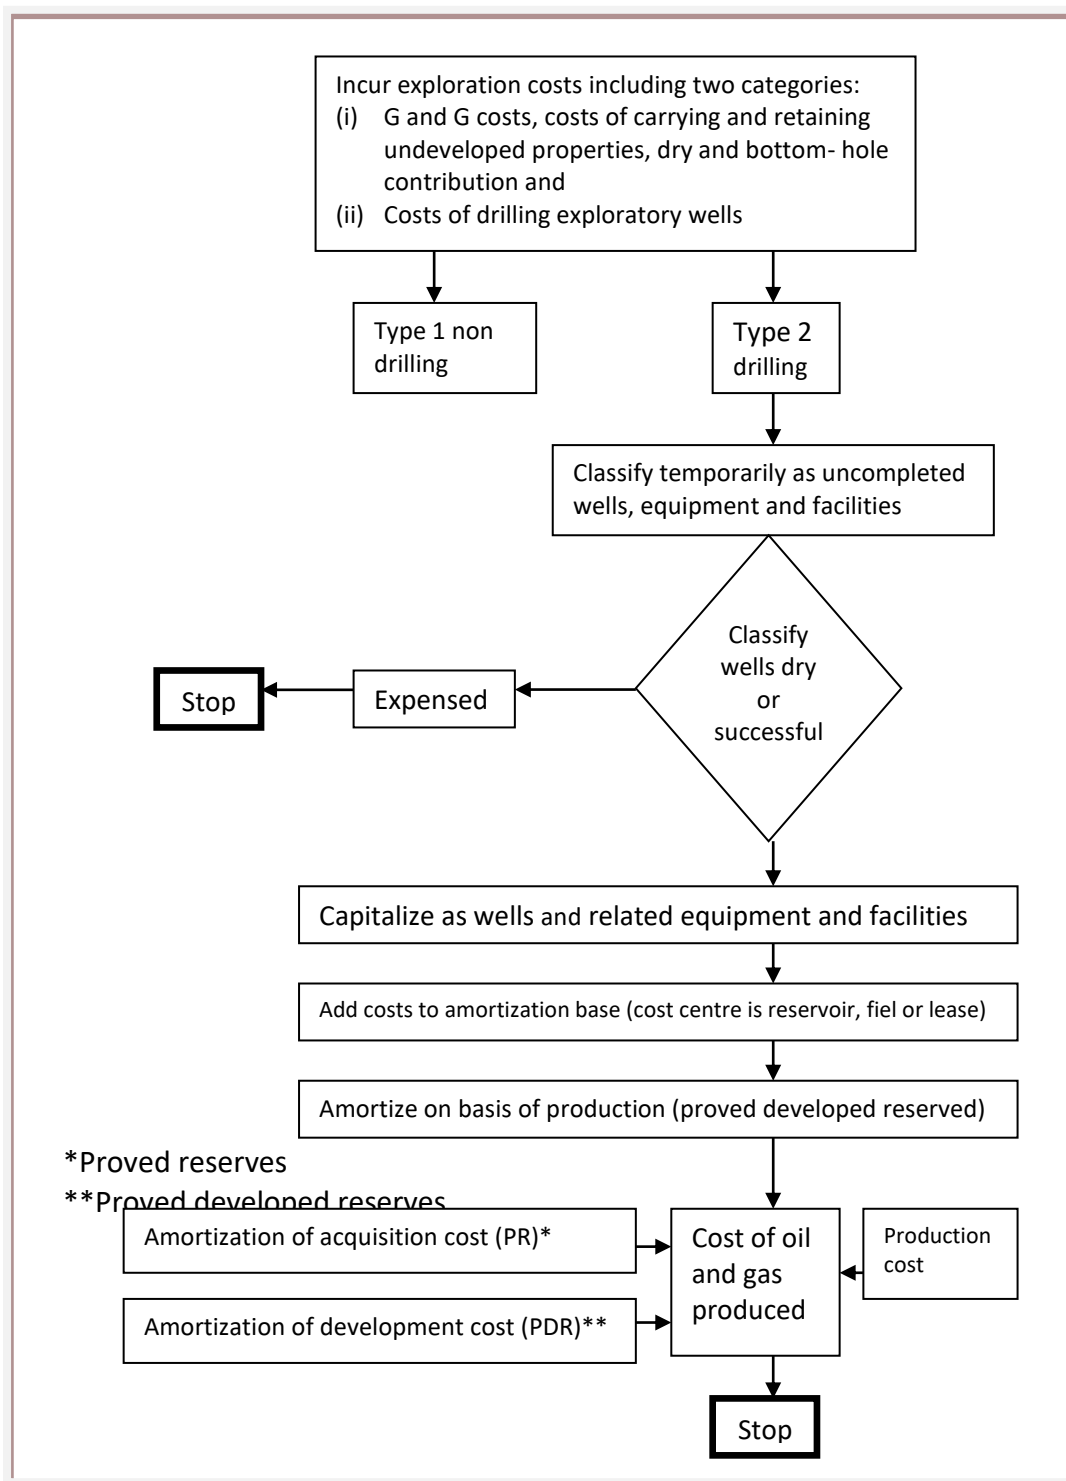 Incur exploration costs including two categories:
(i) G and G costs, costs of carrying and retaining
undeveloped properties, dry and bottom- hole
contribution and
(ii) Costs of drilling exploratory wells
Type 1 non
drilling
Type 2
drilling
Classify temporarily as uncompleted
wells, equipment and facilities
Classify
wells dry
or
successful
Expensed
Stop
Capitalize as wells and related equipment and facilities
Add costs to amortization base (cost centre is reservoir, fiel or lease)
Amortize on basis of production (proved developed reserved)
*Proved reserves
**Proved developed reserves
Amortization of acquisition cost (PR)*
Cost of oil
and gas
produced
Production
cost
Amortization of development cost (PDR)**
Stop